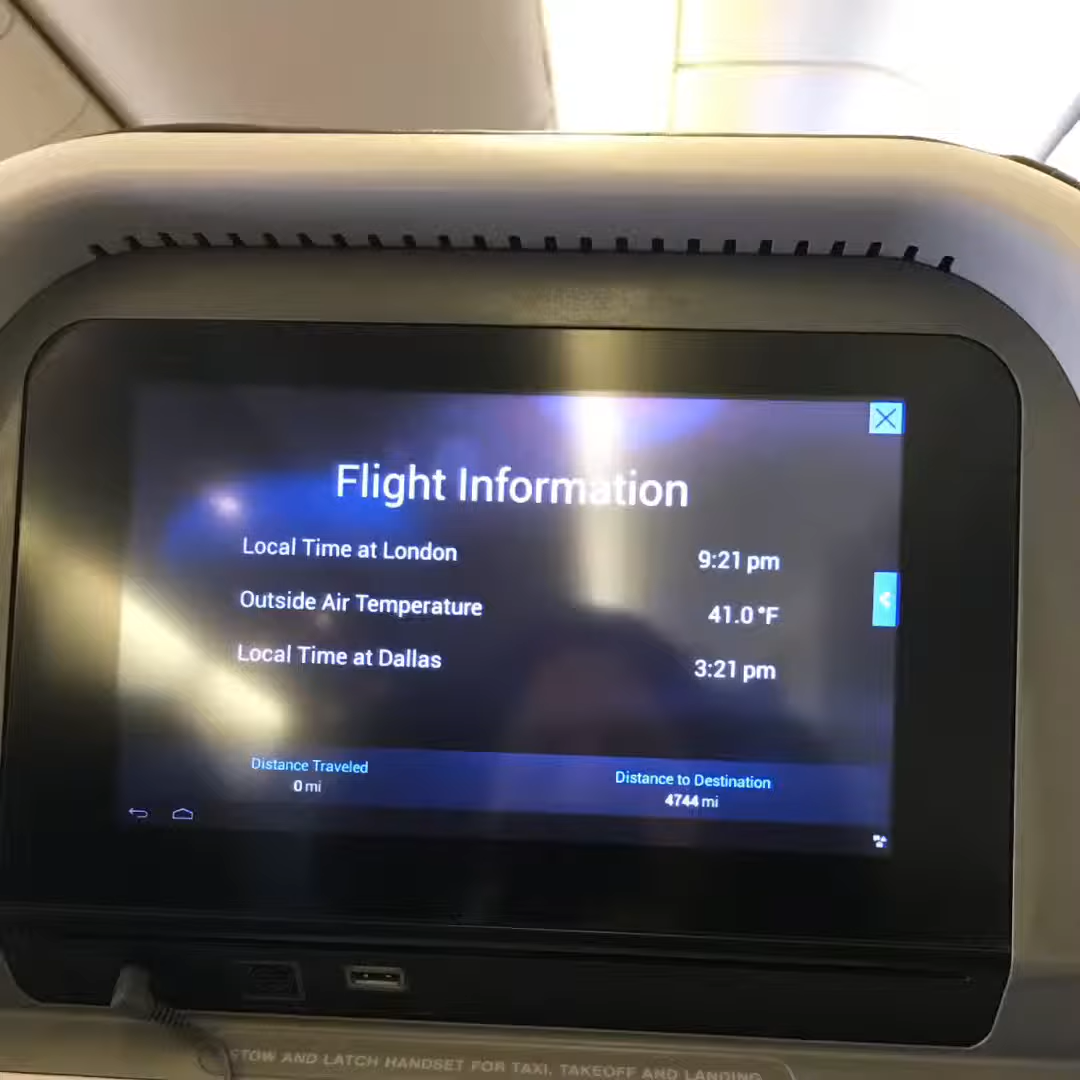 Flight Information
Local Time at London 9:21 pm
Outside Air Temperature 41.0 °F
Local Time at Dallas 3:21 pm
Distance Traveled Distance to Destination
0 mi 4744 mi
STOW AND LATCH HANDSET FOR TAXI, TAKEOFF AND LANDING